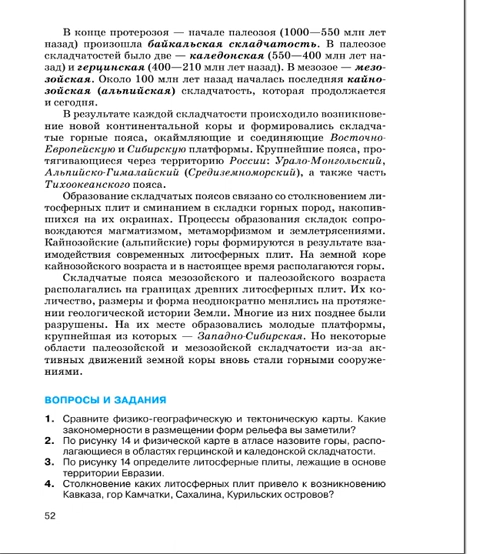 В конце протерозоя — начале палеозоя (1000—550 млн лет
назад) произошла байкальская складчатость. В палеозое
складчатостей было две — каледонская (550—400 млн лет на-
зад) и герцинская (400—210 млн лет назад). В мезозое — мезо-
зойская. Около 100 млн лет назад началась последняя кайно-
зойская (альпийская) складчатость, которая продолжается
и сегодня.
В результате каждой складчатости происходило возникнове-
ние новой континентальной коры и формировались складча-
тые горные пояса, окаймляющие и соединяющие Восточно-
Европейскую и Сибирскую платформы. Крупнейшие пояса, про-
тягивающиеся через территорию России: Урало-Монгольский,
Альпийско-Гималайский (Средиземноморский), а также часть
Тихоокеанского пояса.
Образование складчатых поясов связано со столкновением ли-
тосферных плит и сминанием в складки горных пород, накопив-
шихся на их окраинах. Процессы образования складок сопро-
вождаются магматизмом, метаморфизмом и землетрясениями.
Кайнозойские (альпийские) горы формируются в результате вза-
имодействия современных литосферных плит. На земной коре
кайнозойского возраста и в настоящее время располагаются горы.
Складчатые пояса мезозойского и палеозойского возраста
располагались на границах древних литосферных плит. Их ко-
личество, размеры и форма неоднократно менялись на протяже-
нии геологической истории Земли. Многие из них позднее были
разрушены. На их месте образовались молодые платформы,
крупнейшая из которых — Западно-Сибирская. Но некоторые
области палеозойской и мезозойской складчатости из-за ак-
тивных движений земной коры вновь стали горными сооруже-
ниями.
ВОПРОСЫ И ЗАДАНИЯ
1. Сравните физико-географическую и тектоническую карты. Какие
закономерности в размещении форм рельефа вы заметили?
2. По рисунку 14 и физической карте в атласе назовите горы, распо-
лагающиеся в областях герцинской и каледонской складчатости.
3. По рисунку 14 определите литосферные плиты, лежащие в основе
территории Евразии.
4. Столкновение каких литосферных плит привело к возникновению
Кавказа, гор Камчатки, Сахалина, Курильских островов?
52